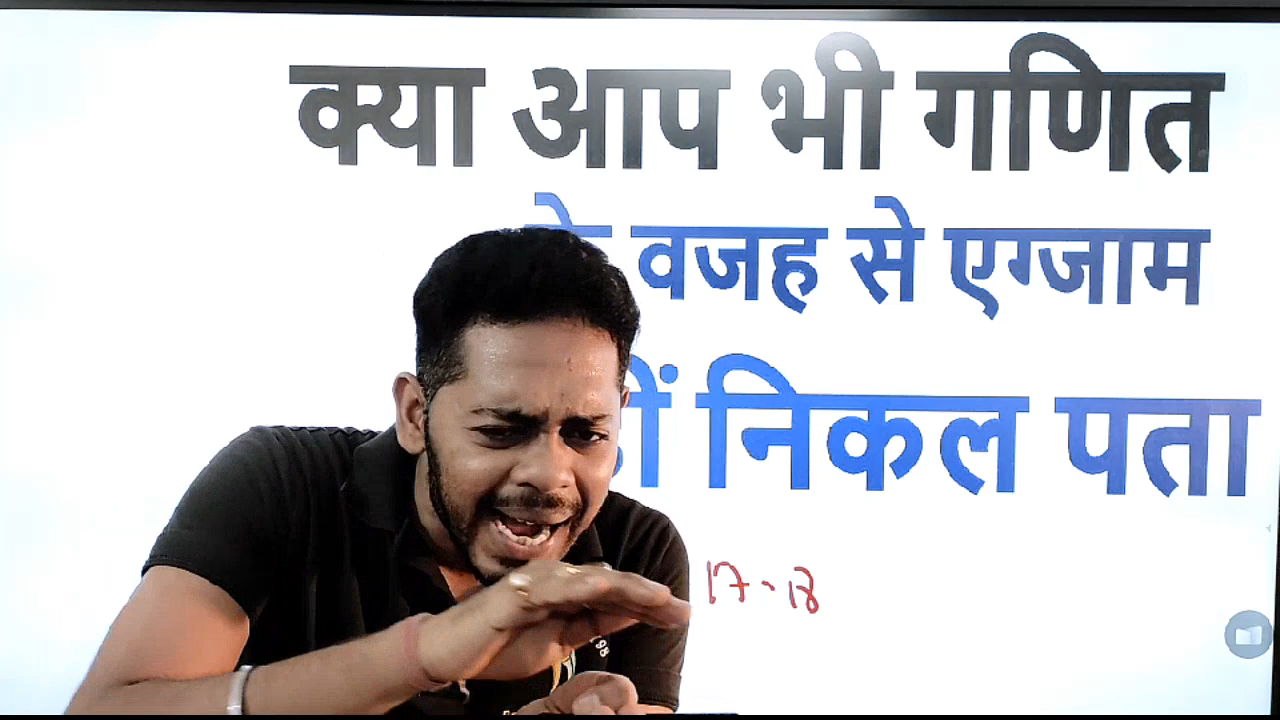 क्या आप भी गणित
के वजह से एग्जाम
निकल पता
17-18